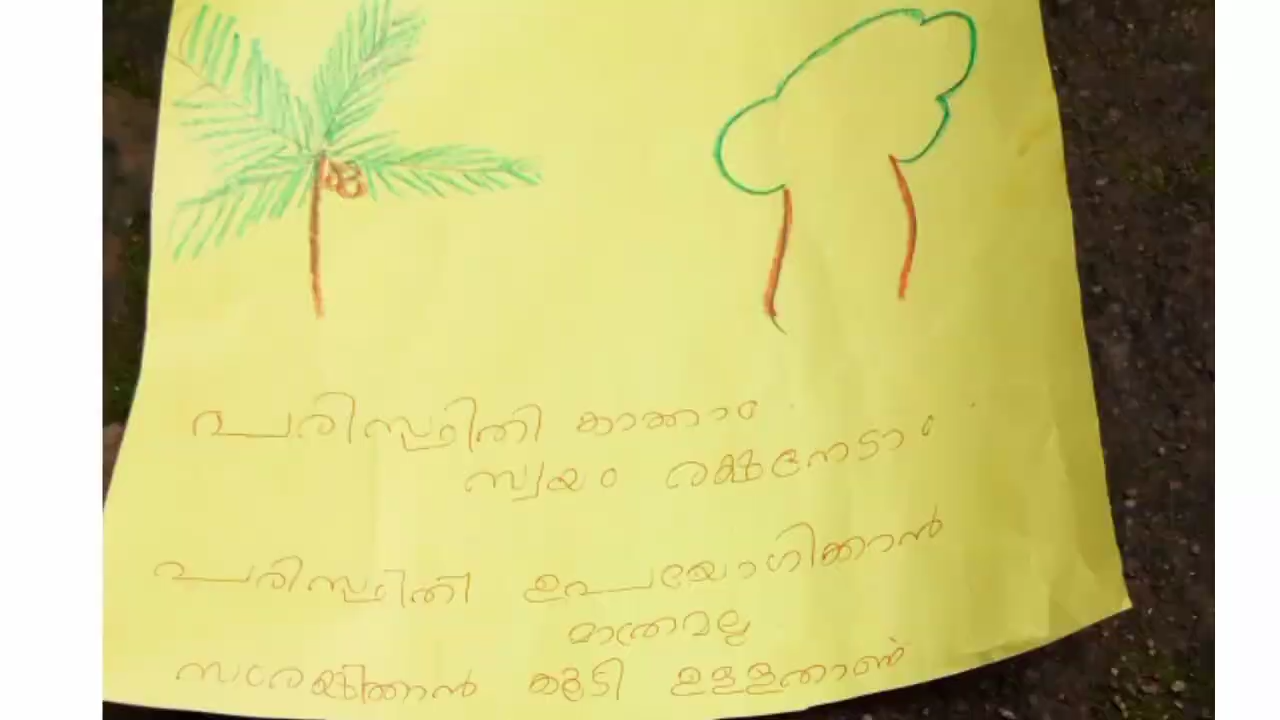 പരിസ്ഥിതി കാക്കാം
സ്വയം രക്ഷനേടാം
പരിസ്ഥിതി ഉപയോഗിക്കാൻ
മാത്രമല്ല
സംരക്ഷിക്കാൻ കൂടി ഉള്ളതാണ്